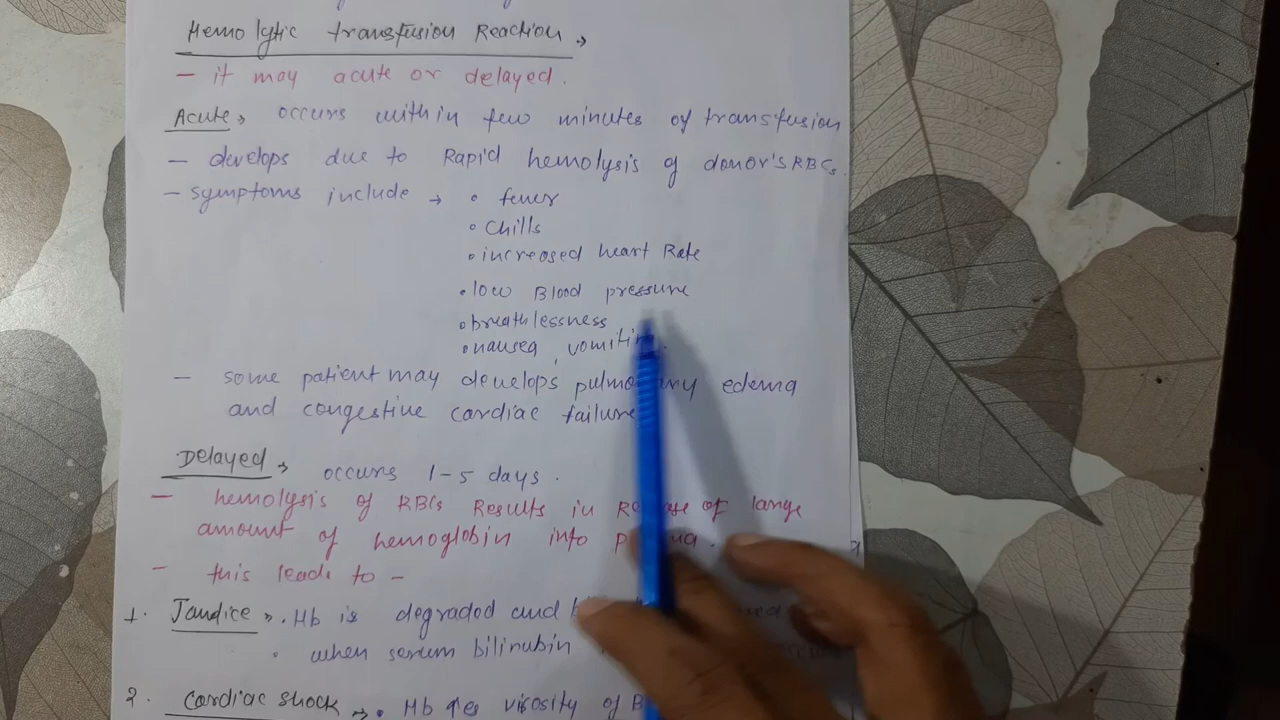 Hemolytic transfusion Reaction →
- it may acute or delayed.
Acute → occurs within few minutes of transfusion
- develops due to Rapid hemolysis of donor's RBCs.
- symptoms include → • fever
• Chills
• increased heart Rate
• low Blood pressure
• breathlessness
• nausea, vomiting.
- some patient may develops pulmonary edema
and congestive cardiac failure
Delayed → occurs 1-5 days.
- hemolysis of RBCs Results in Release of large
amount of hemoglobin into plasma.
- this leads to -
1. Jandice → • Hb is degraded and
• when serum bilirubin
2. Cardiac shock → • Hb ↑es viscosity of